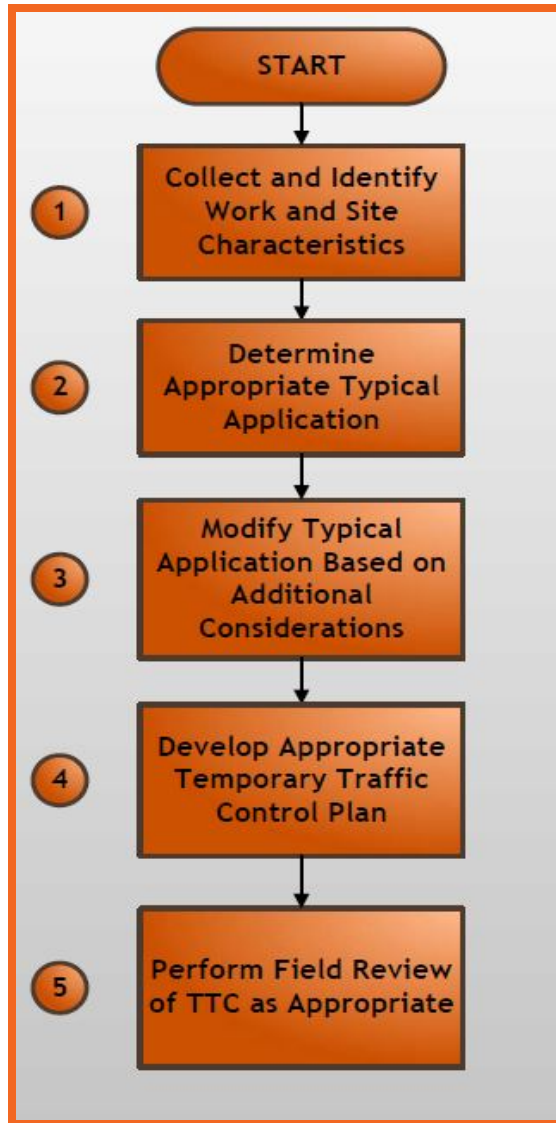 START
1
Collect and Identify
Work and Site
Characteristics
2
Determine
Appropriate Typical
Application
3
Modify Typical
Application Based on
Additional
Considerations
4
Develop Appropriate
Temporary Traffic
Control Plan
5
Perform Field Review
of TTC as Appropriate